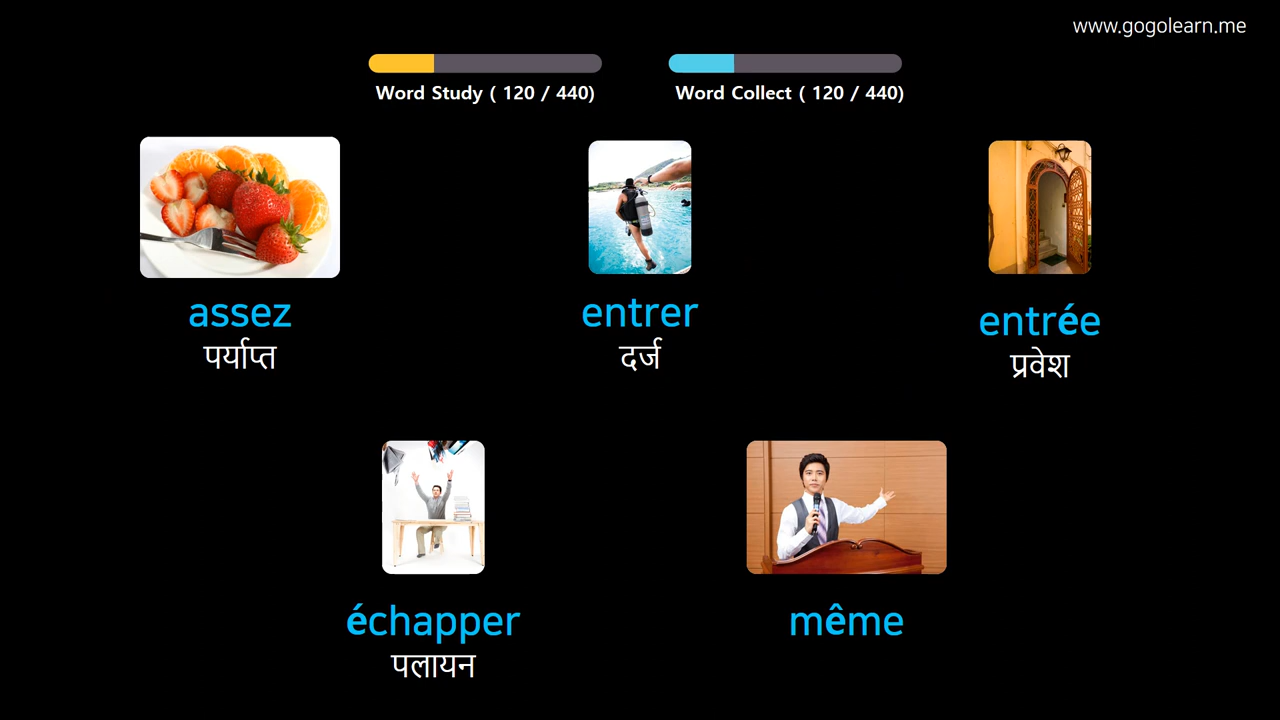 www.gogolearn.me
Word Study ( 120 / 440)
Word Collect ( 120 / 440)
assez
पर्याप्त
entrer
दर्ज
entrée
प्रवेश
échapper
पलायन
même